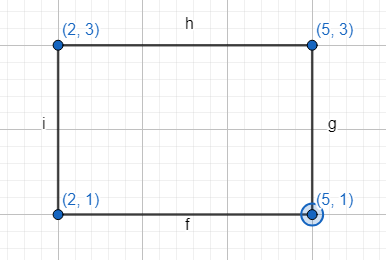 h
(2, 3)
(5, 3)
i
g
(2, 1)
(5, 1)
f